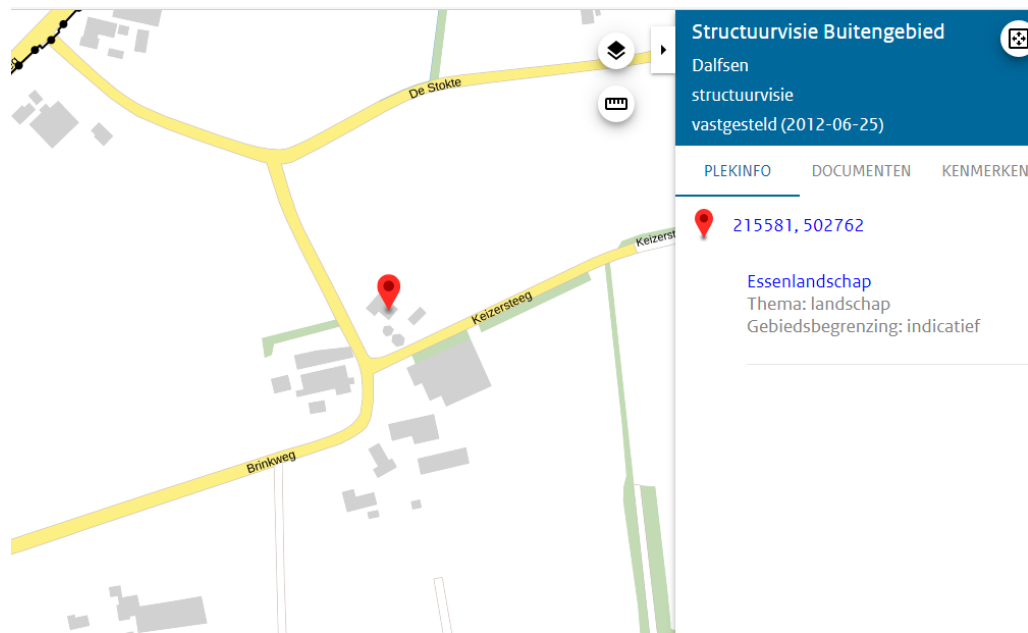 Structuurvisie Buitengebied
Dalfsen
structuurvisie
vastgesteld (2012-06-25)
PLEKINFO
DOCUMENTEN
KENMERKEN
215581, 502762
Essenlandschap
Thema: landschap
Gebiedsbegrenzing: indicatief
De Stokte
Keizerst
Keizersteeg
Brinkweg